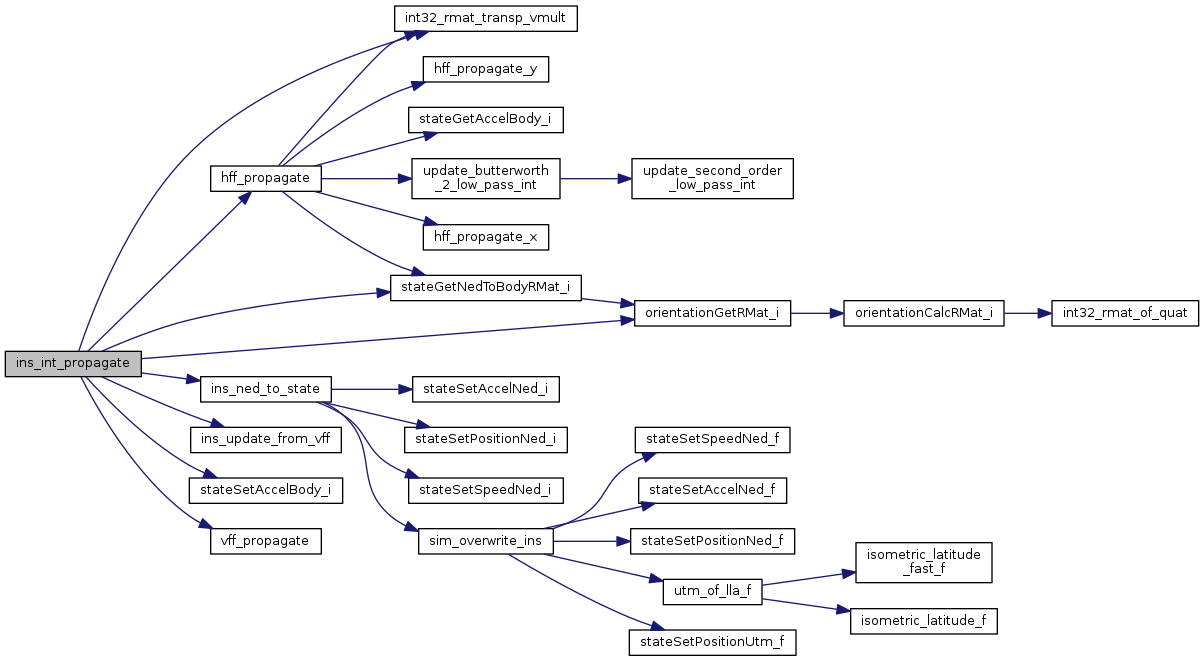 int32_rmat_transp_vmult
hff_propagate_y
stateGetAccelBody_i
hff_propagate
update_butterworth
_2_low_pass_int
update_second_order
_low_pass_int
hff_propagate_x
stateGetNedToBodyRMat_i
orientationGetRMat_i
orientationCalcRMat_i
int32_rmat_of_quat
ins_int_propagate
ins_ned_to_state
stateSetAccelNed_i
ins_update_from_vff
stateSetPositionNed_i
stateSetSpeedNed_f
stateSetAccelBody_i
stateSetSpeedNed_i
stateSetAccelNed_f
vff_propagate
sim_overwrite_ins
stateSetPositionNed_f
isometric_latitude
_fast_f
utm_of_lla_f
isometric_latitude_f
stateSetPositionUtm_f